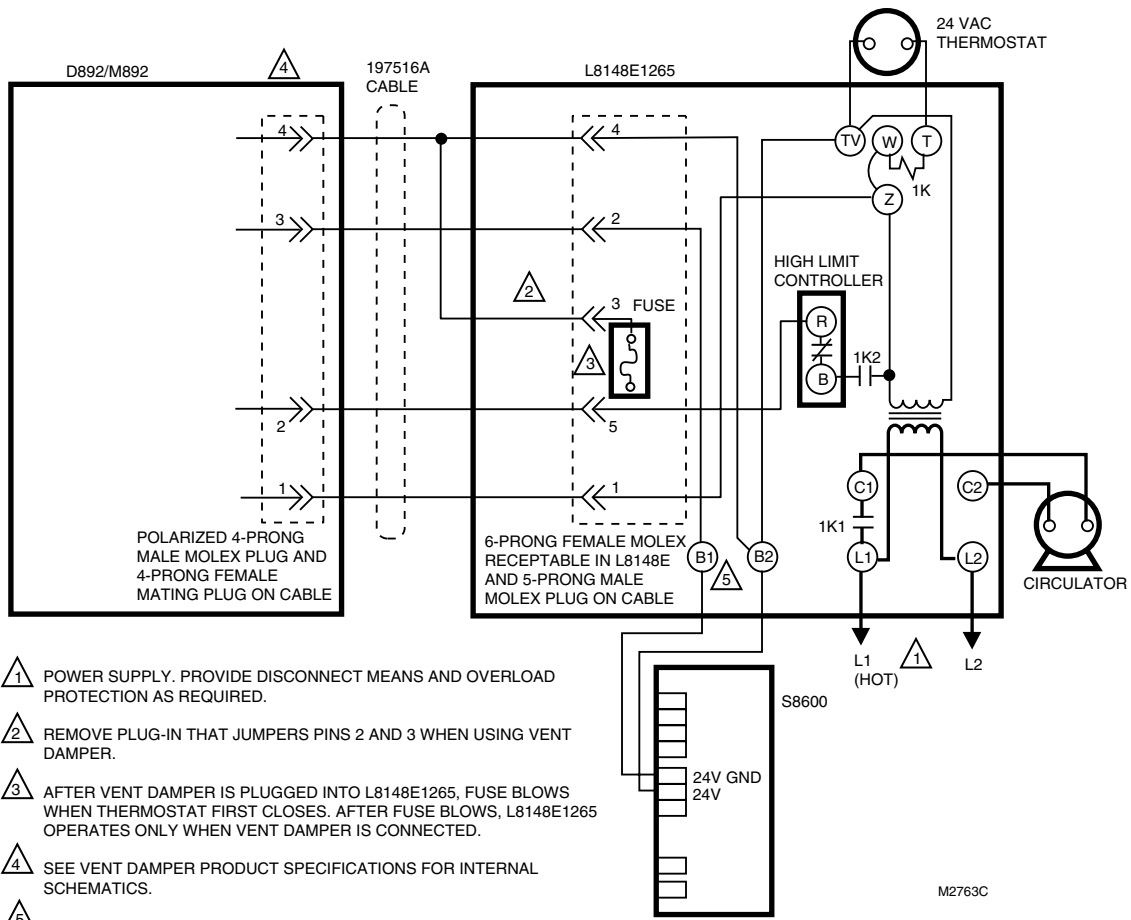 24 VAC
THERMOSTAT
D892/M892
4
197516A
CABLE
L8148E1265
4
4
TV
W
T
1K
Z
3
2
HIGH LIMIT
CONTROLLER
2
3
FUSE
R
3
1K2
B
2
5
1
1
C1
C2
1K1
POLARIZED 4-PRONG
MALE MOLEX PLUG AND
4-PRONG FEMALE
MATING PLUG ON CABLE
6-PRONG FEMALE MOLEX
RECEPTABLE IN L8148E
AND 5-PRONG MALE
MOLEX PLUG ON CABLE
B1
5
B2
L1
L2
CIRCULATOR
L1
(HOT)
1
L2
1 POWER SUPPLY. PROVIDE DISCONNECT MEANS AND OVERLOAD
PROTECTION AS REQUIRED.
2 REMOVE PLUG-IN THAT JUMPERS PINS 2 AND 3 WHEN USING VENT
DAMPER.
3 AFTER VENT DAMPER IS PLUGGED INTO L8148E1265, FUSE BLOWS
WHEN THERMOSTAT FIRST CLOSES. AFTER FUSE BLOWS, L8148E1265
OPERATES ONLY WHEN VENT DAMPER IS CONNECTED.
4 SEE VENT DAMPER PRODUCT SPECIFICATIONS FOR INTERNAL
SCHEMATICS.
5
S8600
24V GND
24V
M2763C